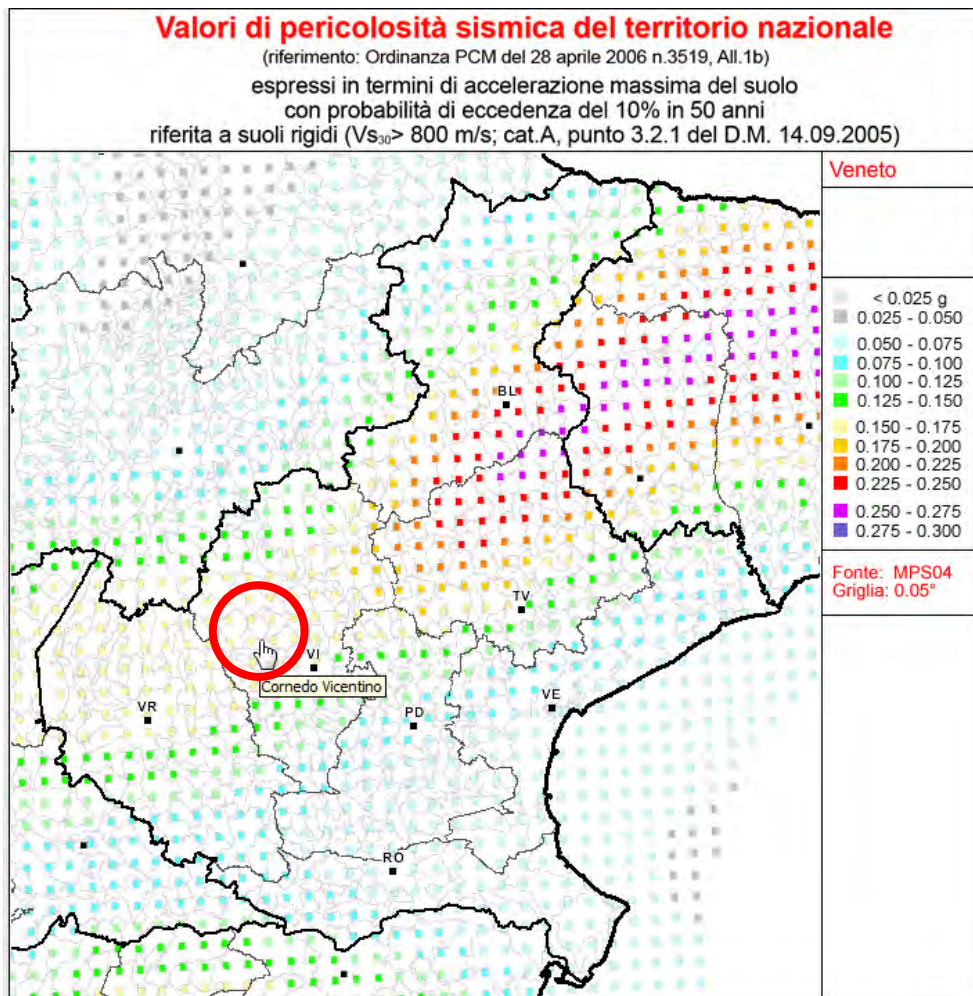 Valori di pericolosità sismica del territorio nazionale
(riferimento: Ordinanza PCM del 28 aprile 2006 n.3519, All.1b)
espressi in termini di accelerazione massima del suolo
con probabilità di eccedenza del 10% in 50 anni
riferita a suoli rigidi (Vs₃₀> 800 m/s; cat.A, punto 3.2.1 del D.M. 14.09.2005)
Veneto
< 0.025 g
0.025 - 0.050
0.050 - 0.075
0.075 - 0.100
0.100 - 0.125
0.125 - 0.150
0.150 - 0.175
0.175 - 0.200
0.200 - 0.225
0.225 - 0.250
0.250 - 0.275
0.275 - 0.300
Fonte: MPS04
Griglia: 0.05°
BL
TV
VI
Cornedo Vicentino
VE
VR
PD
RO